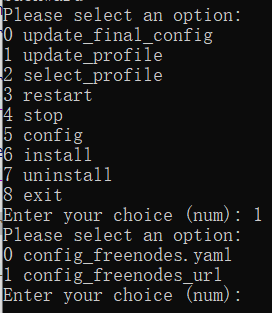 Please select an option:
0 update_final_config
1 update_profile
2 select_profile
3 restart
4 stop
5 config
6 install
7 uninstall
8 exit
Enter your choice (num): 1
Please select an option:
0 config_freenodes.yaml
1 config_freenodes_url
Enter your choice (num):